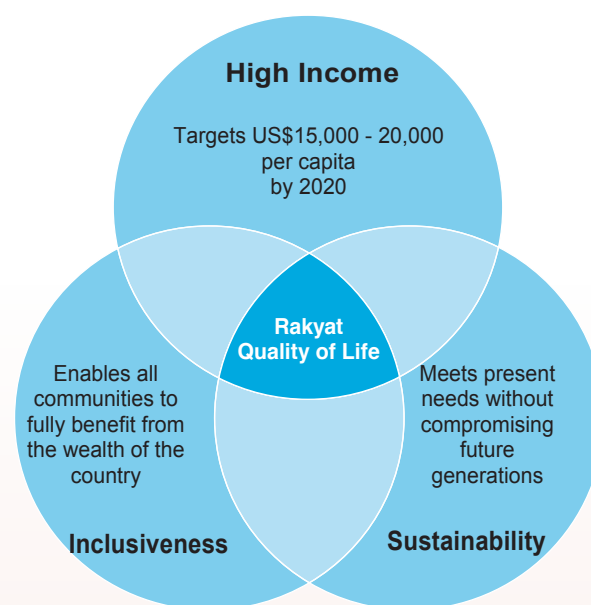 High Income
Targets US$15,000 - 20,000
per capita
by 2020
Rakyat
Quality of Life
Enables all
communities to
fully benefit from
the wealth of the
country
Inclusiveness
Meets present
needs without
compromising
future
generations
Sustainability